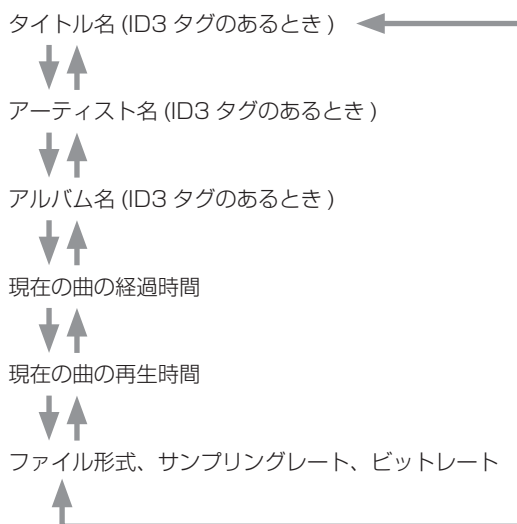 タイトル名 (ID3 タグのあるとき )
アーティスト名 (ID3 タグのあるとき )
アルバム名 (ID3 タグのあるとき )
現在の曲の経過時間
現在の曲の再生時間
ファイル形式、サンプリングレート、ビットレート